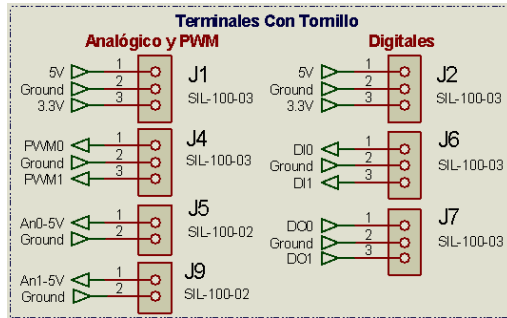 Terminales Con Tornillo
Analógico y PWM
5V 1 J1
Ground 2
3.3V 3 SIL-100-03
PWM0 1 J4
Ground 2 SIL-100-03
PWM1 3
An0-5V 1 J5
Ground 2 SIL-100-02
An1-5V 1 J9
Ground 2 SIL-100-02
Digitales
5V 1 J2
Ground 2
3.3V 3 SIL-100-03
DI0 1 J6
Ground 2 SIL-100-03
DI1 3
DO0 1 J7
Ground 2 SIL-100-03
DO1 3